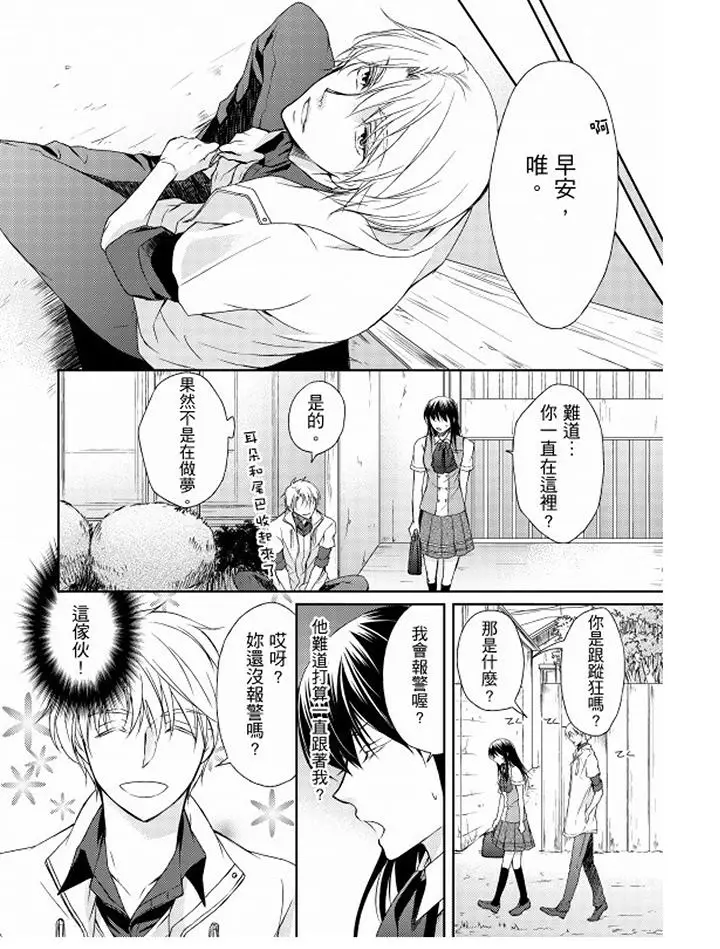 啊
早安，
唯。
難道…
你一直在這裡？
是的。
耳朵和尾巴收起來了
果然不是在做夢。
你是跟蹤狂嗎？
那是什麼？
我會報警喔？
他難道打算一直跟著我？
哎呀？
妳還沒報警嗎？
這傢伙！